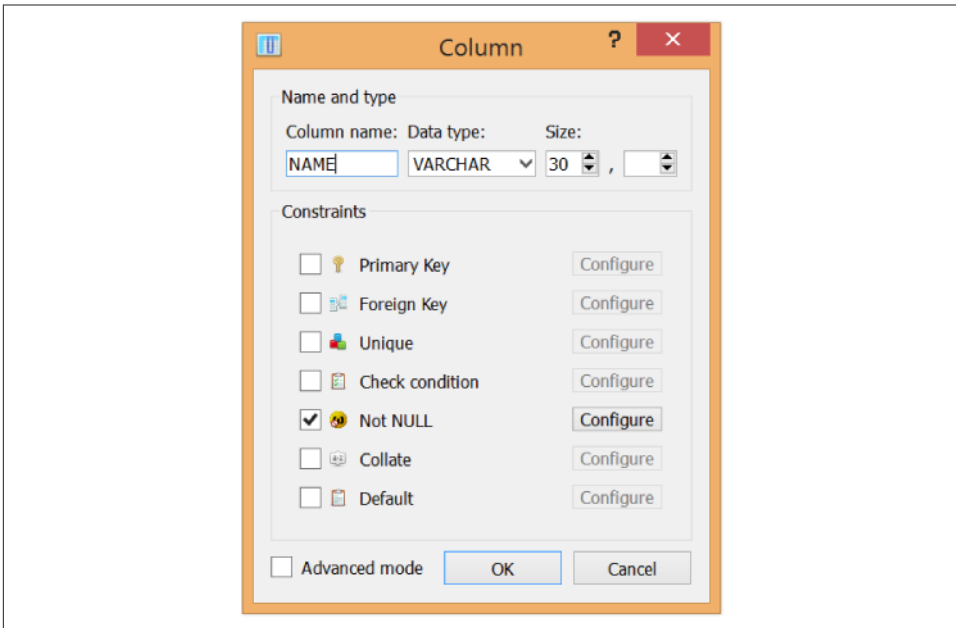 Column ?
Name and type
Column name: Data type: Size:
NAME VARCHAR 30 ,
Constraints
Primary Key Configure
Foreign Key Configure
Unique Configure
Check condition Configure
Not NULL Configure
Collate Configure
Default Configure
Advanced mode OK Cancel